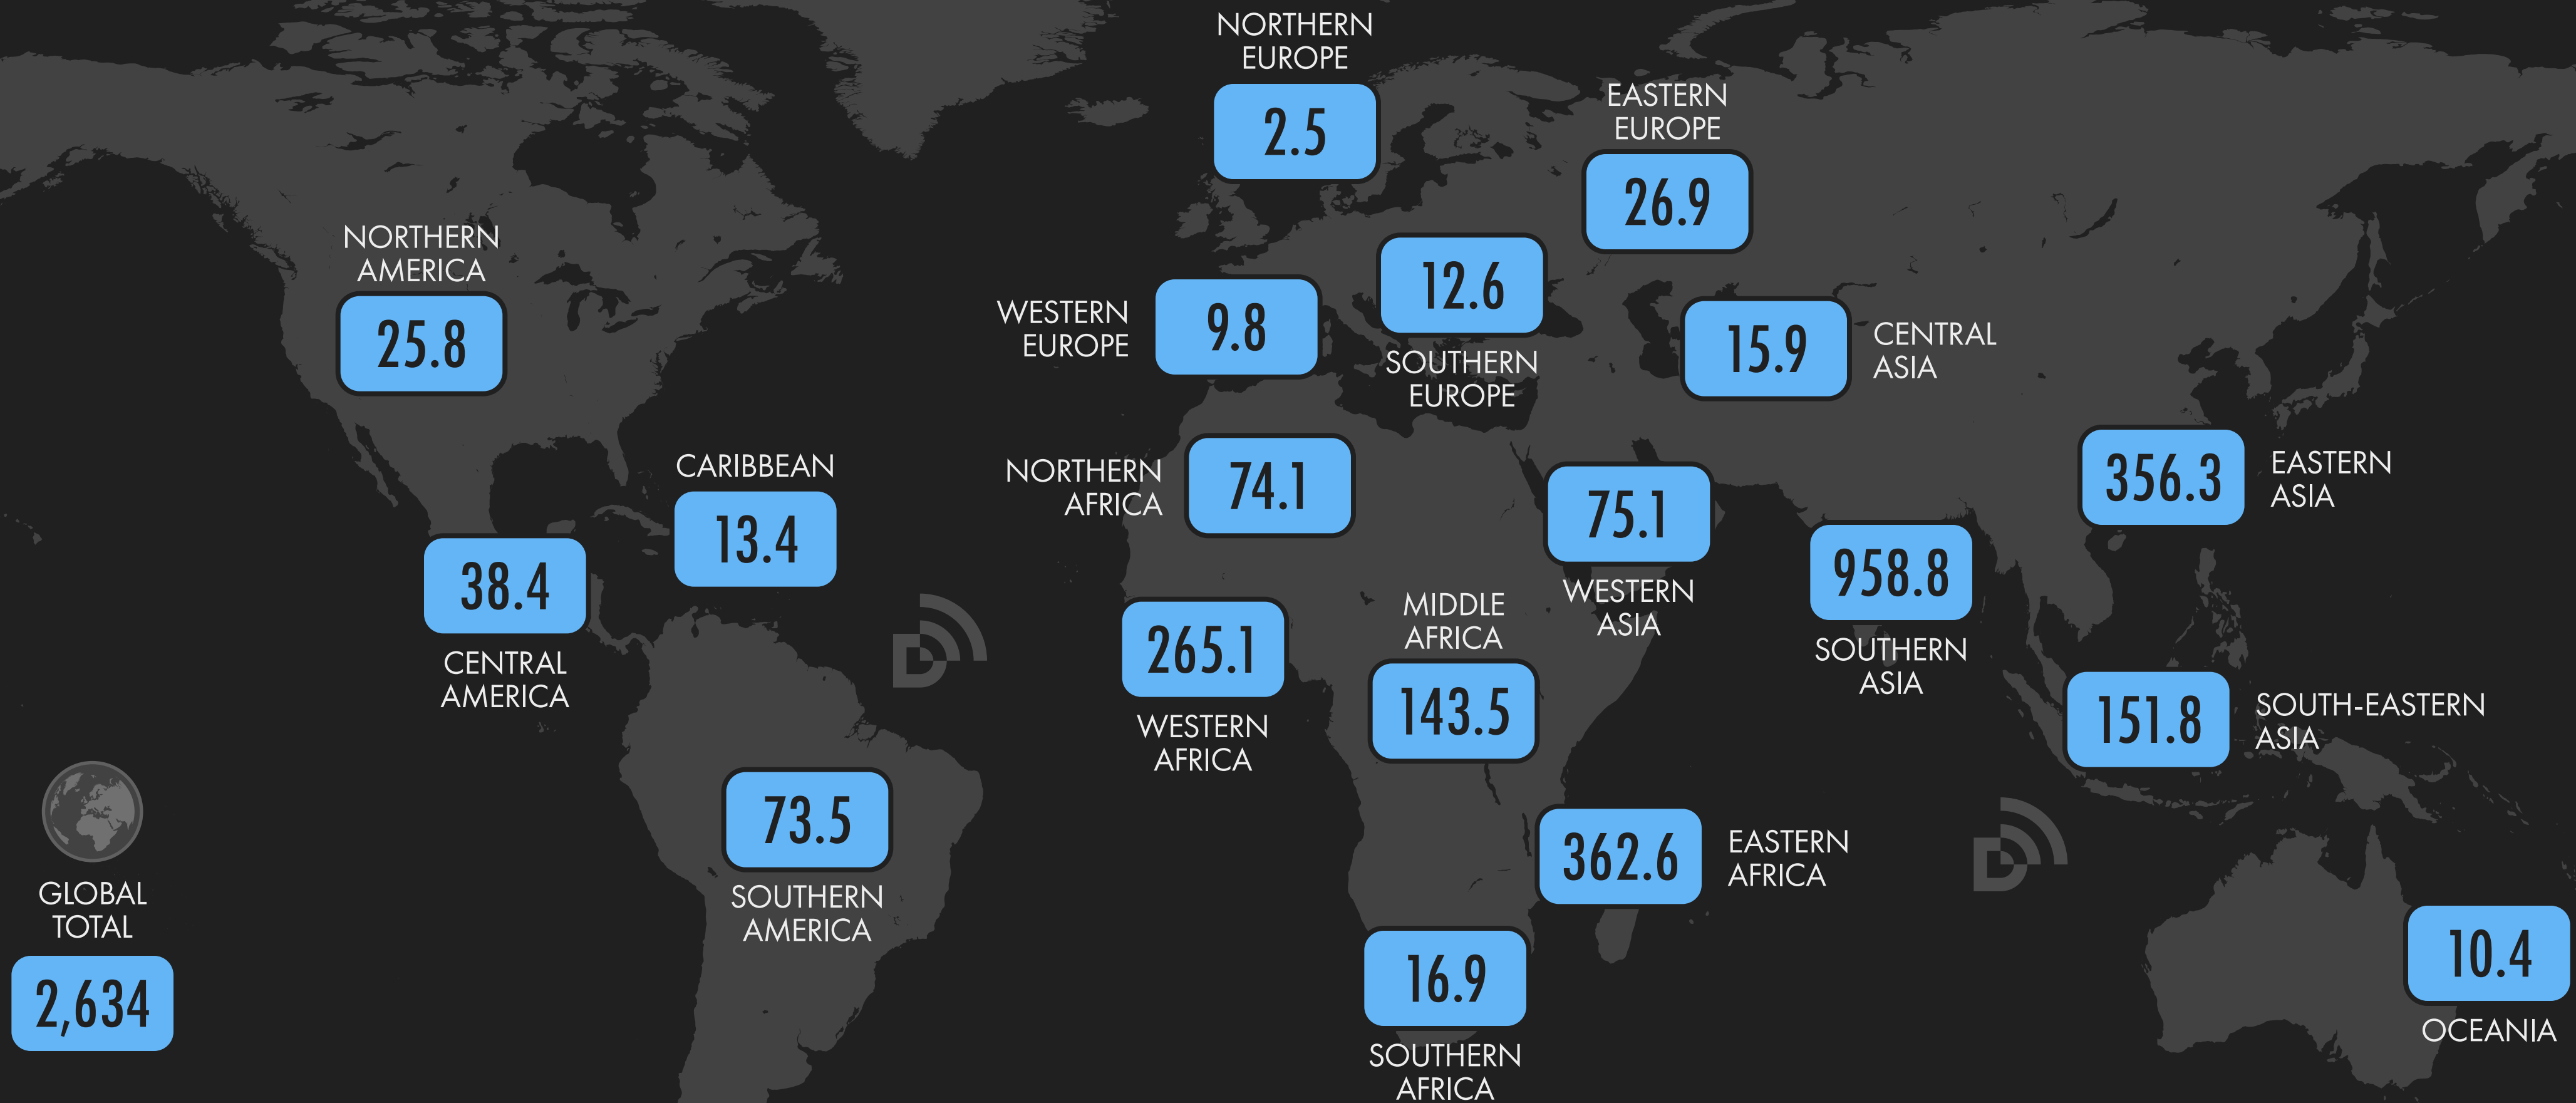 NORTHERN
EUROPE
2.5
EASTERN
EUROPE
26.9
NORTHERN
AMERICA
25.8
WESTERN
EUROPE
9.8
12.6
SOUTHERN
EUROPE
15.9
CENTRAL
ASIA
CARIBBEAN
13.4
NORTHERN
AFRICA
74.1
75.1
WESTERN
ASIA
356.3
EASTERN
ASIA
38.4
CENTRAL
AMERICA
958.8
SOUTHERN
ASIA
265.1
WESTERN
AFRICA
MIDDLE
AFRICA
143.5
151.8
SOUTH-EASTERN
ASIA
73.5
SOUTHERN
AMERICA
362.6
EASTERN
AFRICA
GLOBAL
TOTAL
2,634
16.9
SOUTHERN
AFRICA
10.4
OCEANIA